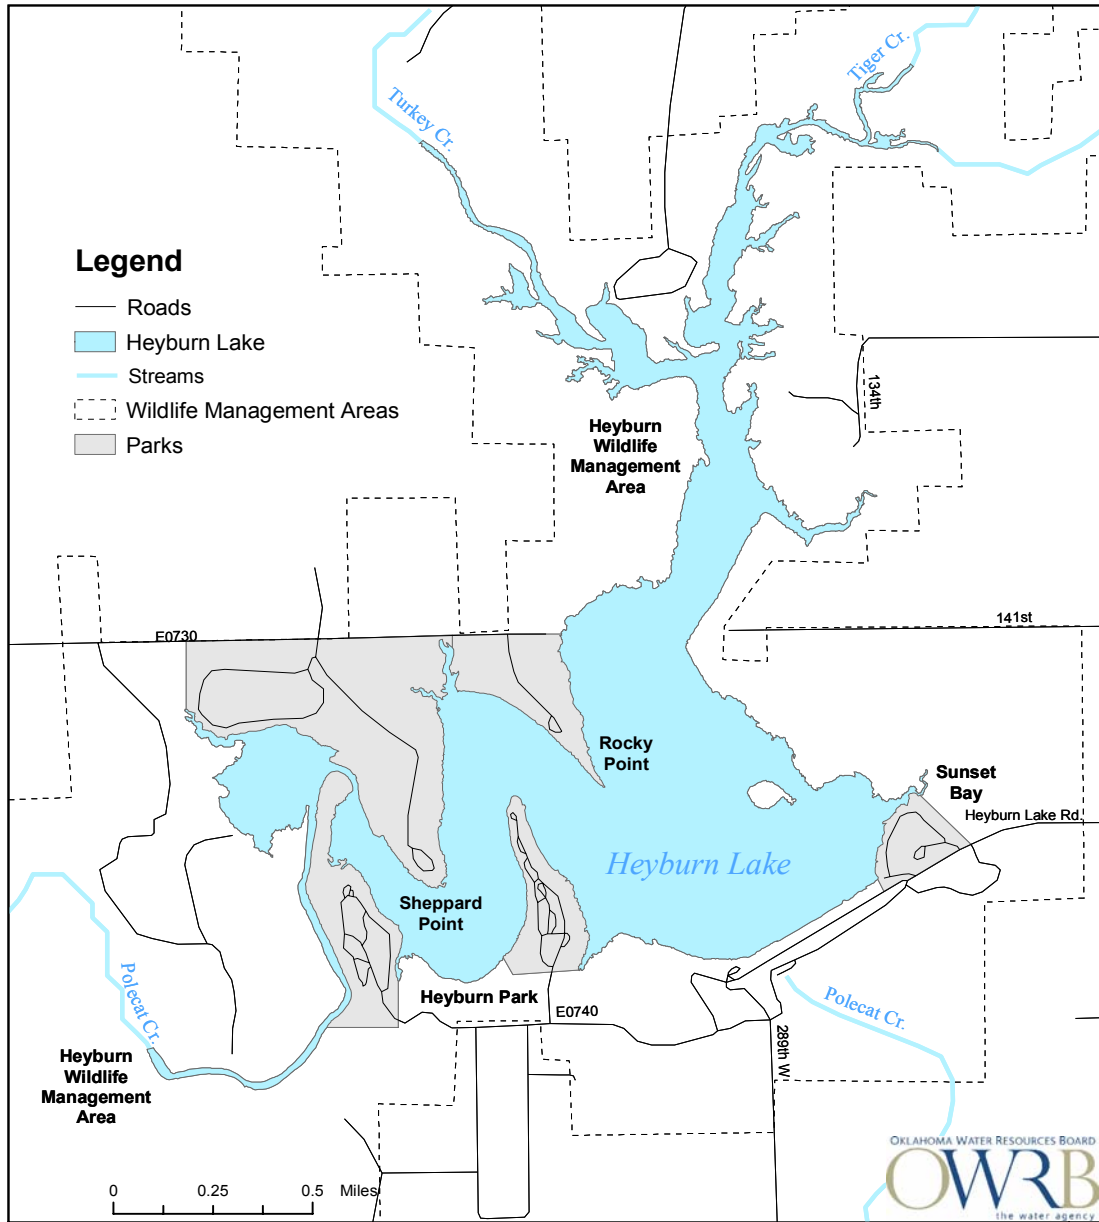 Tiger Cr.
Turkey Cr.
Legend
Roads
Heyburn Lake
Streams
Wildlife Management Areas
Parks
134th
Heyburn
Wildlife
Management
Area
E0730
141st
Rocky
Point
Sunset
Bay
Heyburn Lake Rd.
Heyburn Lake
Sheppard
Point
Polecat Cr.
Heyburn Park
E0740
Polecat Cr.
289th W
Heyburn
Wildlife
Management
Area
0 0.25 0.5 Miles
OKLAHOMA WATER RESOURCES BOARD
OWRB
the water agency